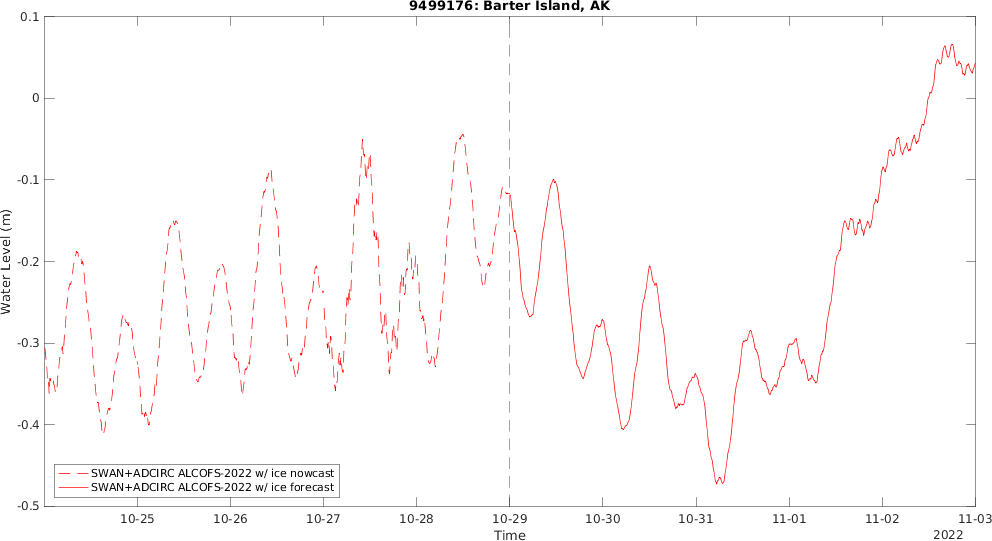 9499176: Barter Island, AK
0.1
0
-0.1
-0.2
-0.3
-0.4
-0.5
Water Level (m)
SWAN+ADCIRC ALCOFS-2022 w/ ice nowcast
SWAN+ADCIRC ALCOFS-2022 w/ ice forecast
10-25 10-26 10-27 10-28 10-29 10-30 10-31 11-01 11-02 11-03
Time
2022